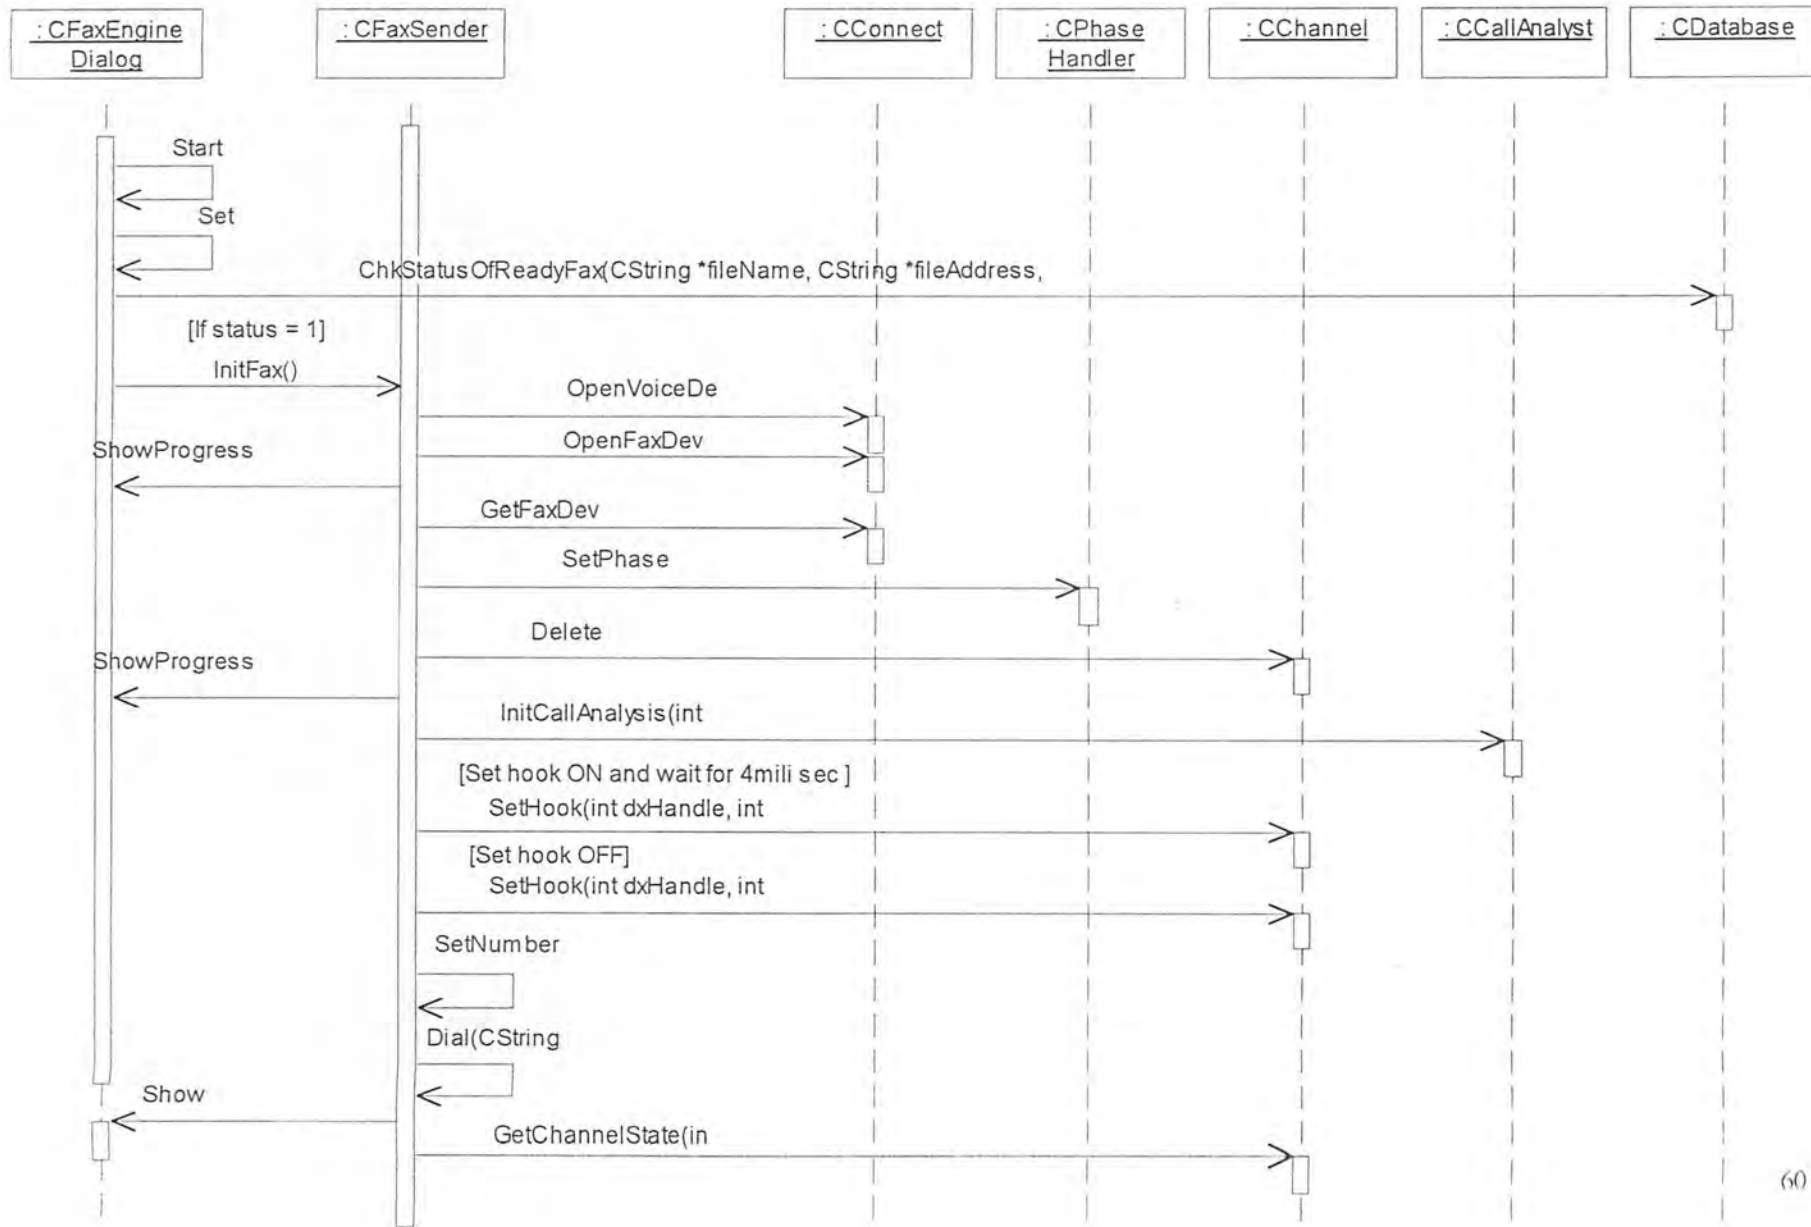 : CFaxEngine
Dialog
: CFaxSender
: CConnect
: CPhase
Handler
: CChannel
: CCallAnalyst
: CDatabase
Start
Set
ChkStatusOfReadyFax(CString *fileName, CString *fileAddress,
[If status = 1]
InitFax()
OpenVoiceDe
OpenFaxDev
ShowProgress
GetFaxDev
SetPhase
Delete
ShowProgress
InitCallAnalysis(int
[Set hook ON and wait for 4mili sec ]
SetHook(int dxHandle, int
[Set hook OFF]
SetHook(int dxHandle, int
SetNumber
Dial(CString
Show
GetChannelState(in
60